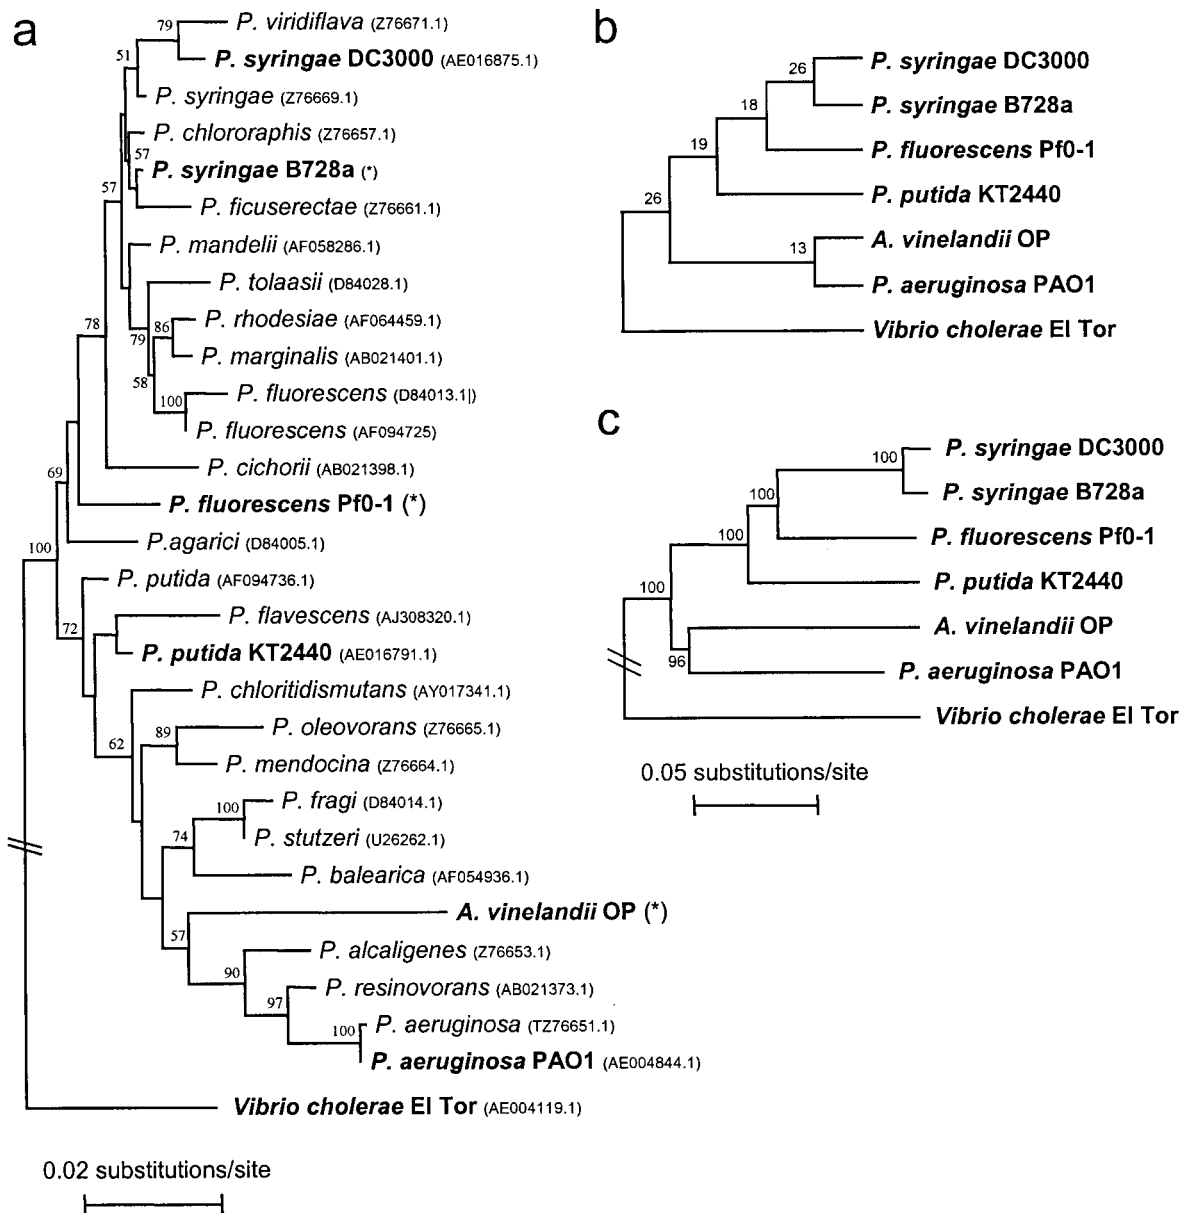 a
79
P. viridiflava (Z76671.1)
51
P. syringae DC3000 (AE016875.1)
P. syringae (Z76669.1)
P. chlororaphis (Z76657.1)
57
P. syringae B728a (*)
57
P. ficuserectae (Z76661.1)
P. mandelii (AF058286.1)
P. tolaasii (D84028.1)
78
79
86
P. rhodesiae (AF064459.1)
P. marginalis (AB021401.1)
58
P. fluorescens (D84013.1|)
100
P. fluorescens (AF094725)
P. cichorii (AB021398.1)
69
P. fluorescens Pf0-1 (*)
100
P.agarici (D84005.1)
P. putida (AF094736.1)
P. flavescens (AJ308320.1)
72
P. putida KT2440 (AE016791.1)
P. chloritidismutans (AY017341.1)
P. oleovorans (Z76665.1)
62
89
P. mendocina (Z76664.1)
P. fragi (D84014.1)
100
P. stutzeri (U26262.1)
74
P. balearica (AF054936.1)
A. vinelandii OP (*)
57
P. alcaligenes (Z76653.1)
90
P. resinovorans (AB021373.1)
97
P. aeruginosa (TZ76651.1)
100
P. aeruginosa PAO1 (AE004844.1)
Vibrio cholerae El Tor (AE004119.1)
0.02 substitutions/site
b
P. syringae DC3000
26
P. syringae B728a
18
P. fluorescens Pf0-1
19
P. putida KT2440
26
A. vinelandii OP
13
P. aeruginosa PAO1
Vibrio cholerae El Tor
c
P. syringae DC3000
100
P. syringae B728a
100
P. fluorescens Pf0-1
100
P. putida KT2440
100
A. vinelandii OP
96
P. aeruginosa PAO1
Vibrio cholerae El Tor
0.05 substitutions/site